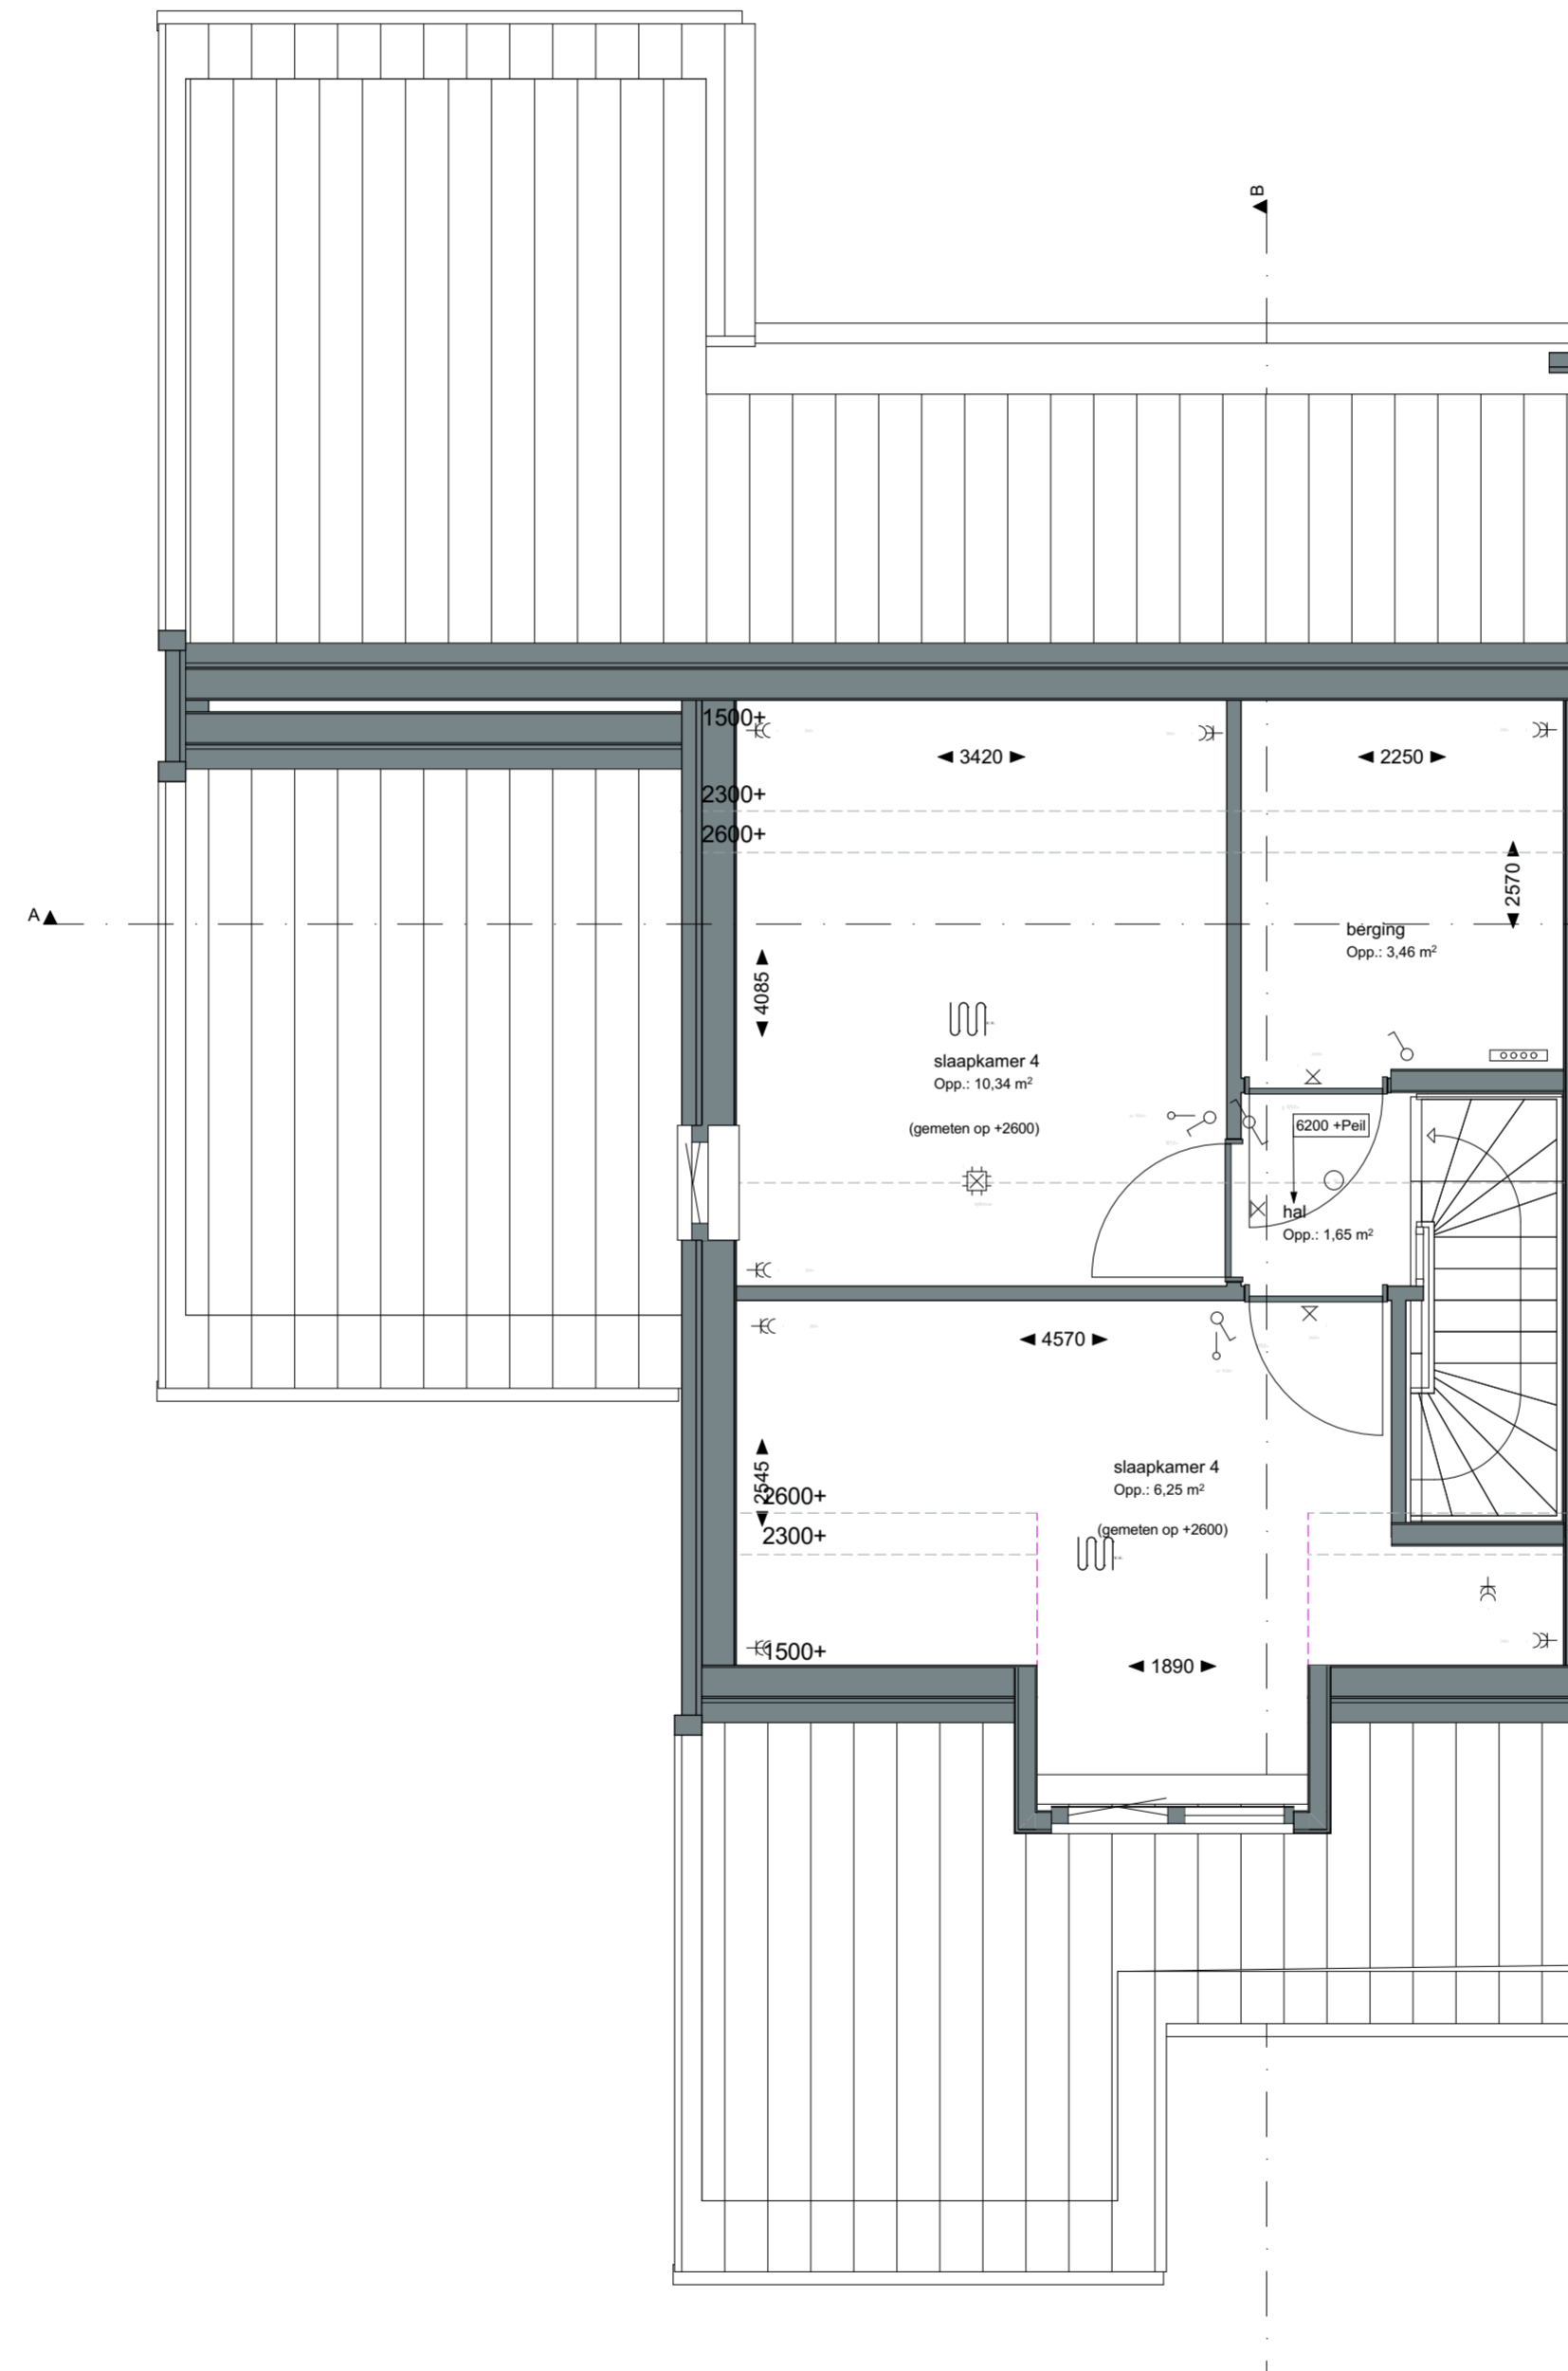 B
1500+
3420
2250
2300+
2600+
2570
A
berging
Opp.: 3,46 m²
4085
slaapkamer 4
Opp.: 10,34 m²
(gemeten op +2600)
6200 +Peil
hal
Opp.: 1,65 m²
4570
2545
slaapkamer 4
Opp.: 6,25 m²
2600+
(gemeten op +2600)
2300+
1500+
1890